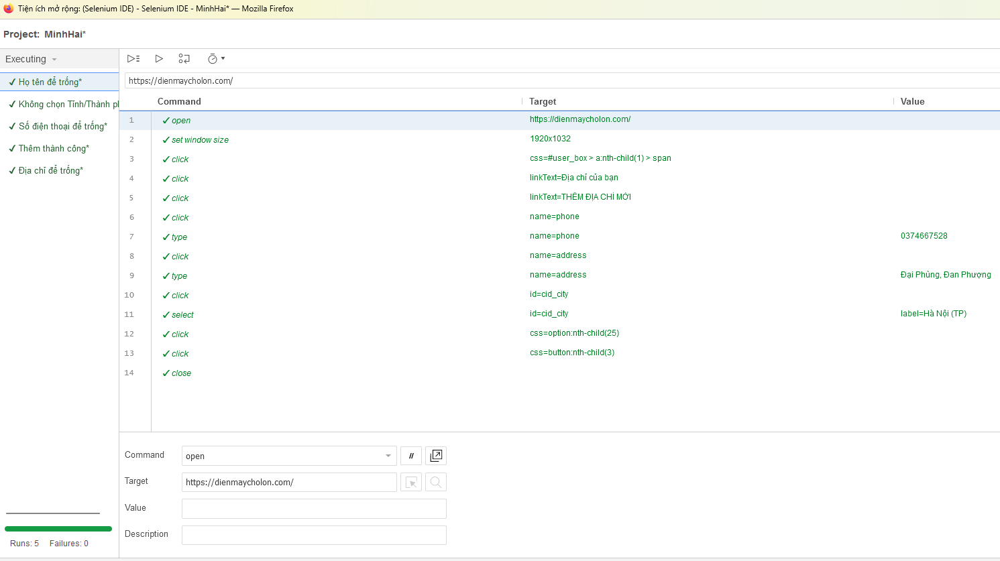 Tiện ích mở rộng: (Selenium IDE) - Selenium IDE - MinhHai* — Mozilla Firefox
Project: MinhHai*
Executing
Họ tên để trống*
Không chọn Tỉnh/Thành
Số điện thoại để trống*
Thêm thành công*
Địa chỉ để trống*
Runs: 5 Failures: 0
https://dienmaycholon.com/
Command Target Value
1 open https://dienmaycholon.com/
2 set window size 1920x1032
3 click css=#user_box > a:nth-child(1) > span
4 click linkText=Địa chỉ của bạn
5 click linkText=THÊM ĐỊA CHỈ MỚI
6 click name=phone
7 type name=phone 0374667528
8 click name=address
9 type name=address Đại Phùng, Đan Phượng
10 click id=cid_city
11 select id=cid_city label=Hà Nội (TP)
12 click css=option:nth-child(25)
13 click css=button:nth-child(3)
14 close
Command open //
Target https://dienmaycholon.com/
Value
Description